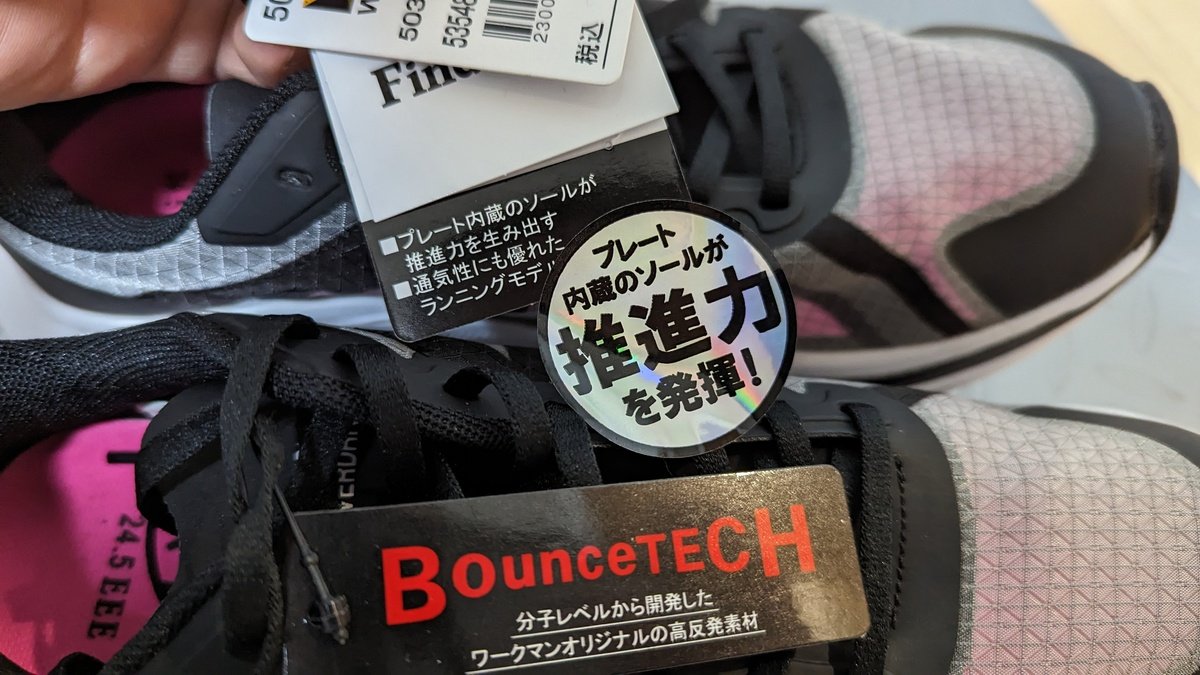 503
53548
2300
税込
Fin
■プレート内蔵のソールが
推進力を生み出す
■通気性にも優れた
ランニングモデル
プレート
内蔵のソールが
推進力
を発揮!
24.5 EEE
BounceTECH
分子レベルから開発した
ワークマンオリジナルの高反発素材